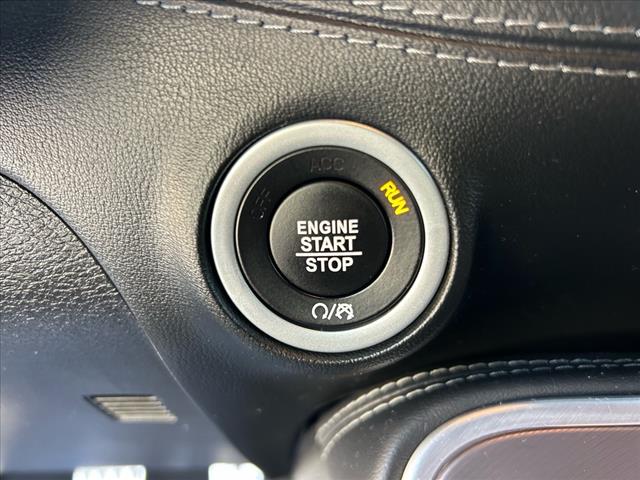 OFF
ACC
RUN
ENGINE
START
STOP